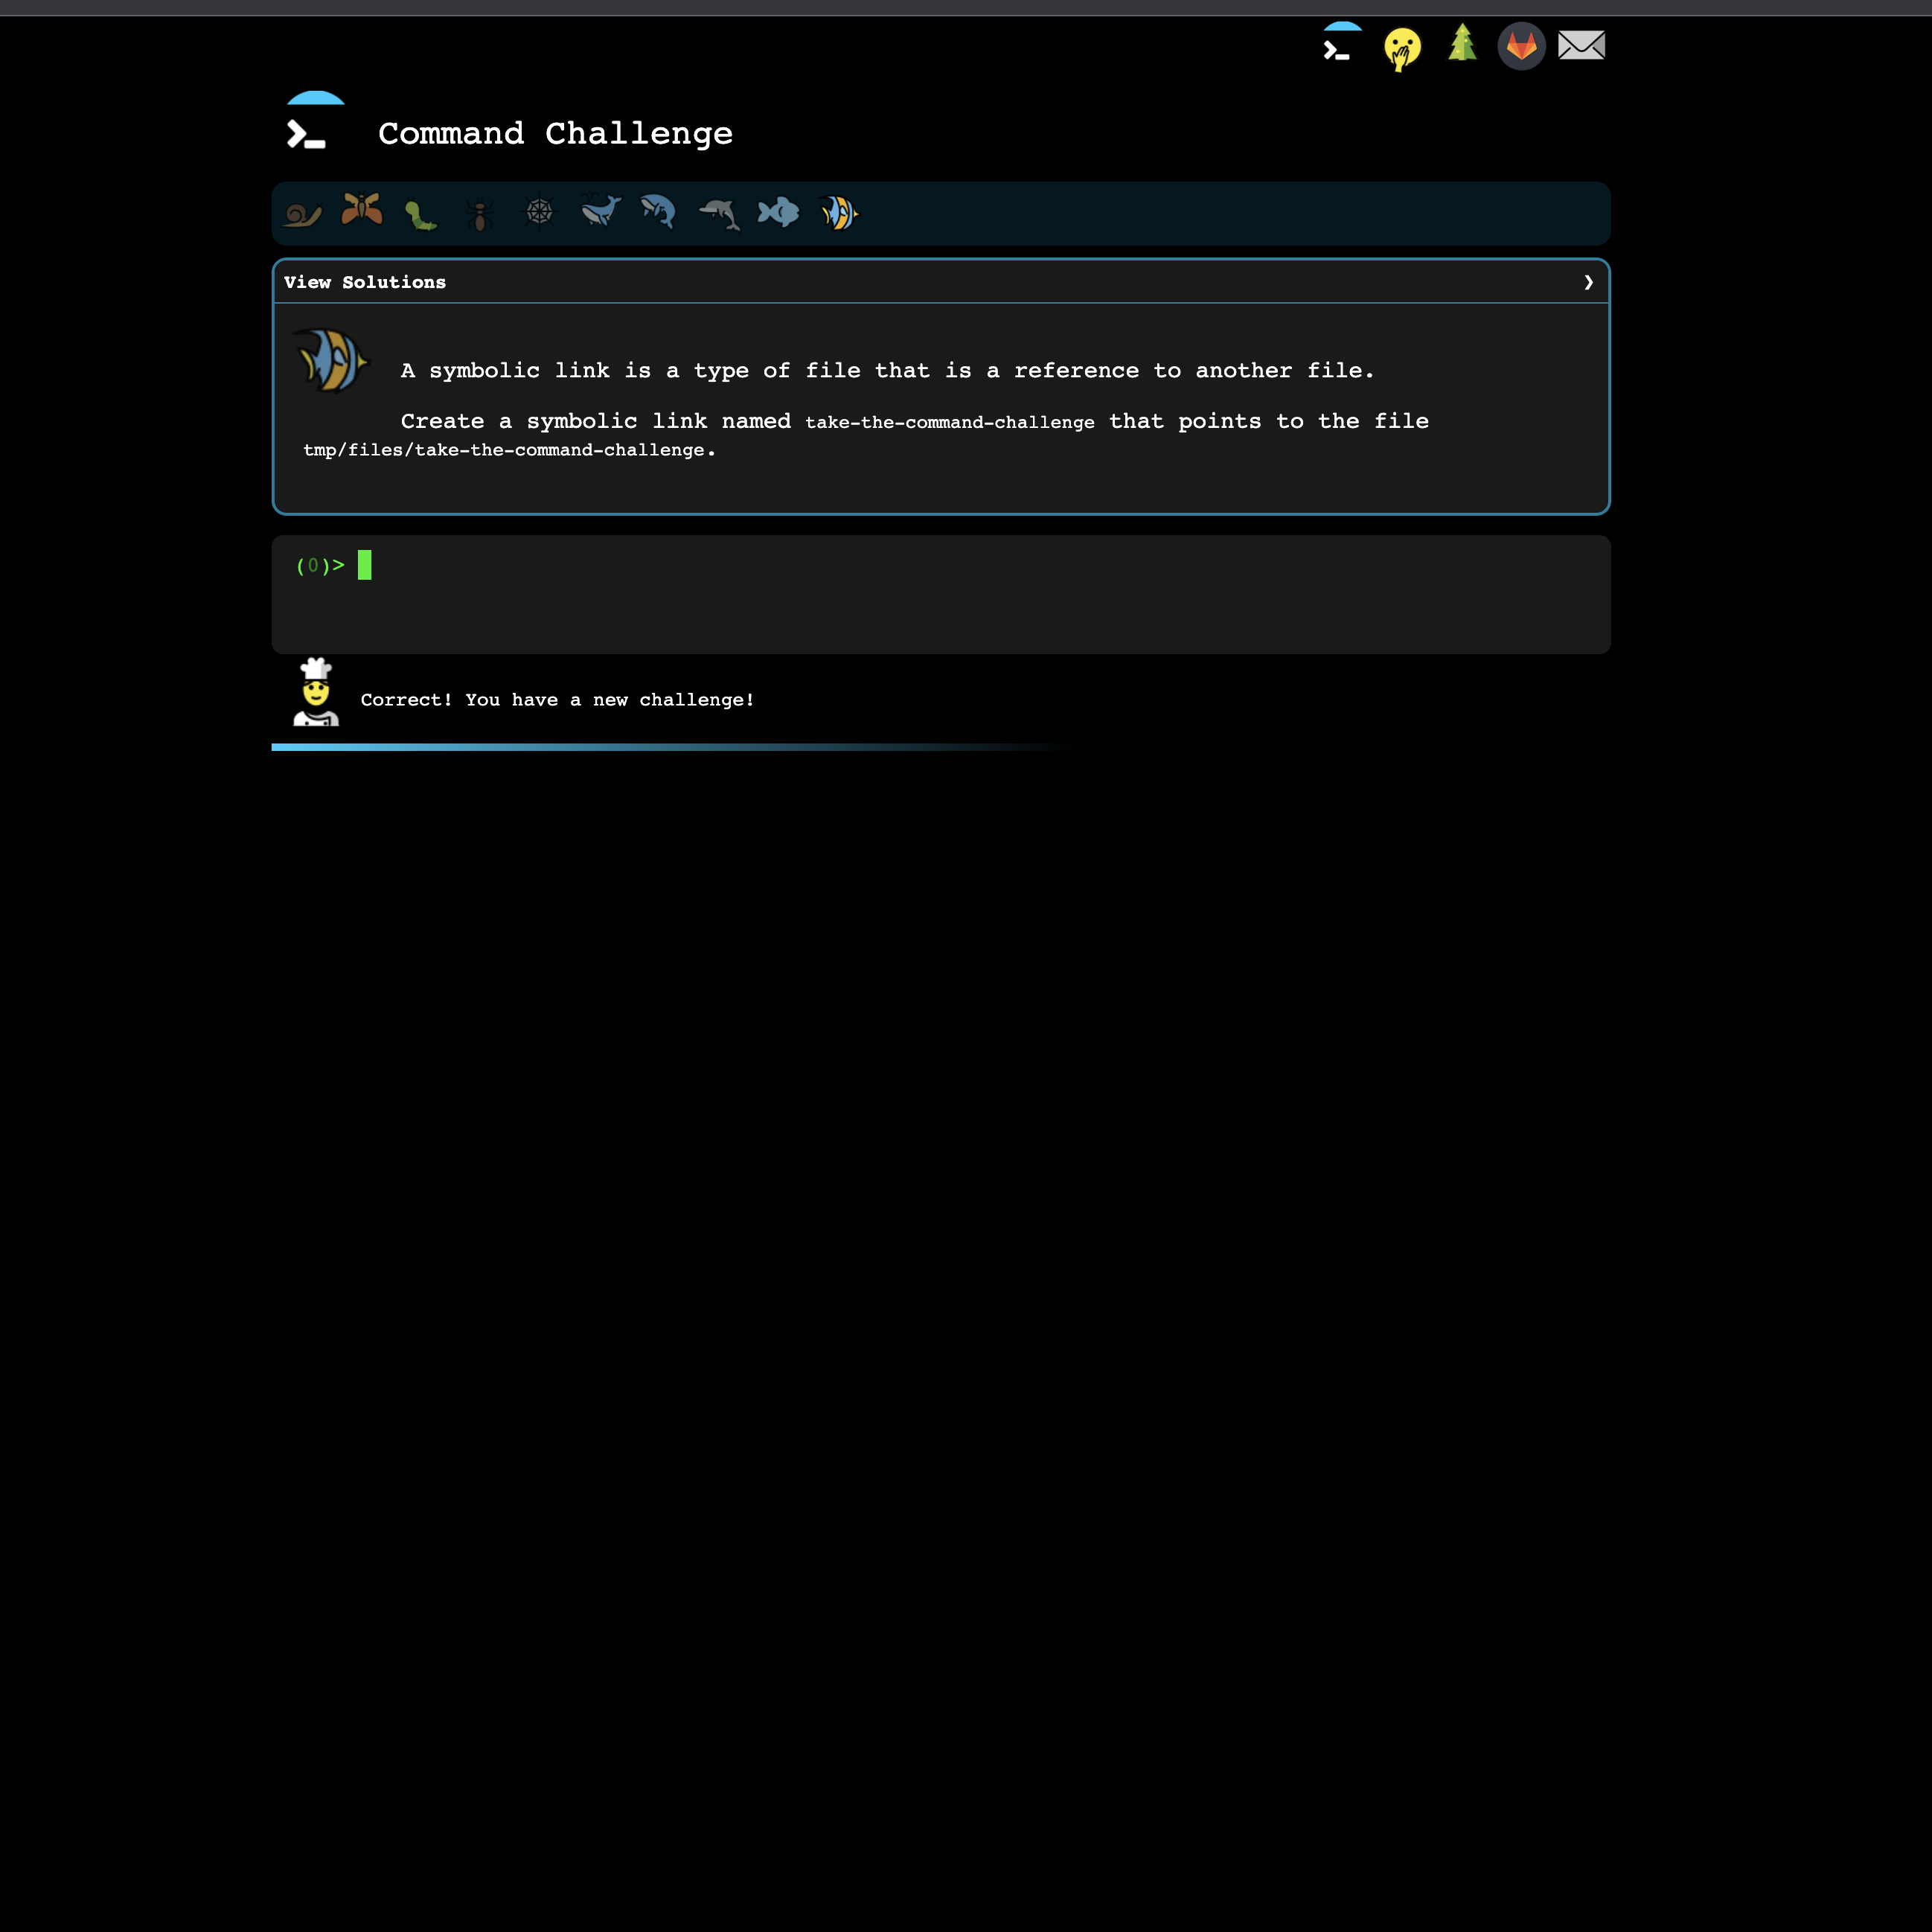 Command Challenge
View Solutions ❯
A symbolic link is a type of file that is a reference to another file.
Create a symbolic link named take-the-command-challenge that points to the file
tmp/files/take-the-command-challenge.
(0)>
Correct! You have a new challenge!